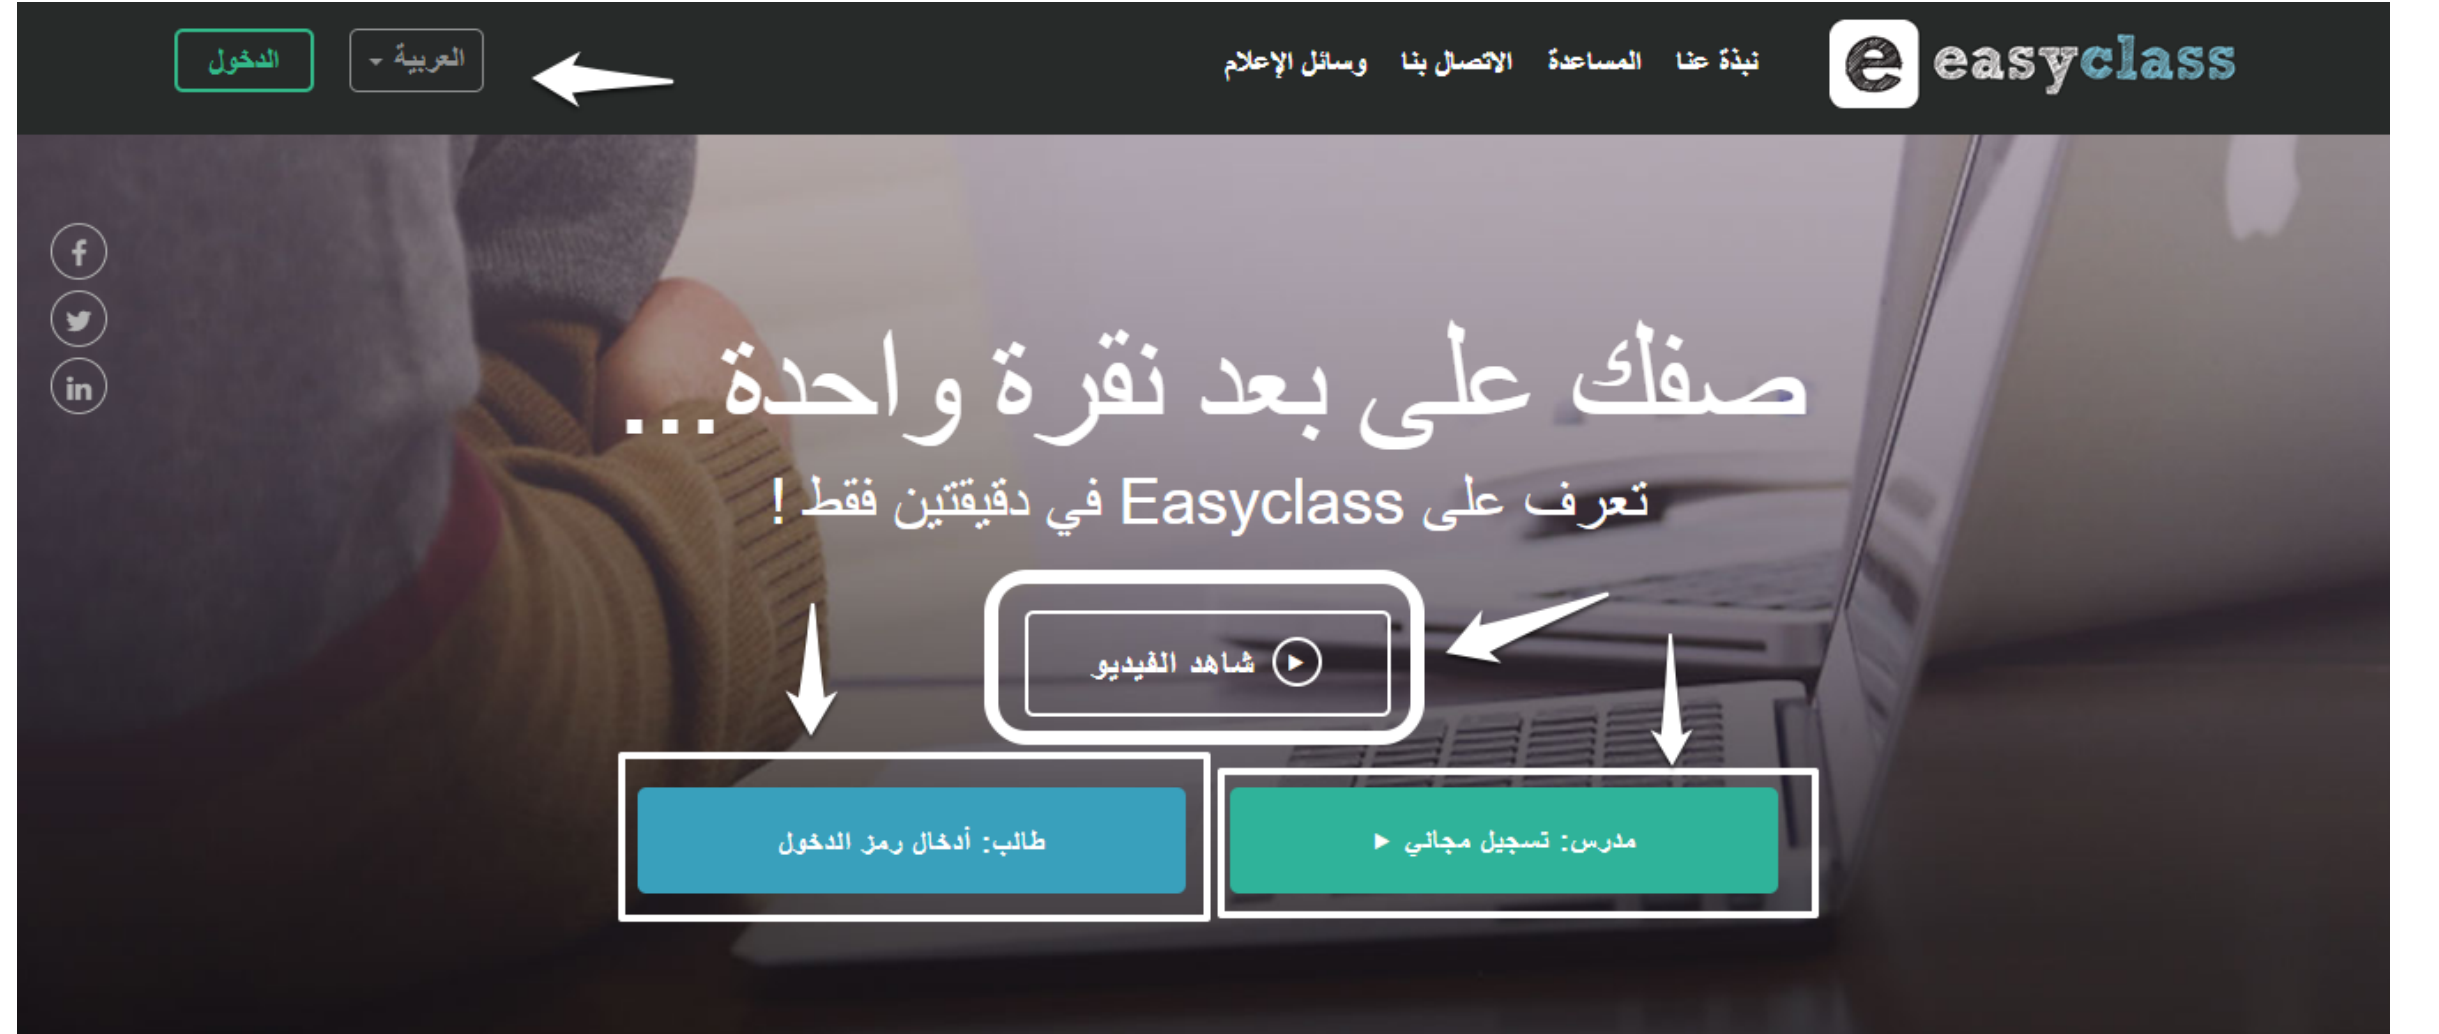 e easyclass
نبذة عنا المساعدة الاتصال بنا وسائل الإعلام
العربية
الدخول
f
in
صفك على بعد نقرة واحدة...
تعرف على Easyclass في دقيقتين فقط !
شاهد الفيديو
مدرس: تسجيل مجاني
طالب: أدخال رمز الدخول